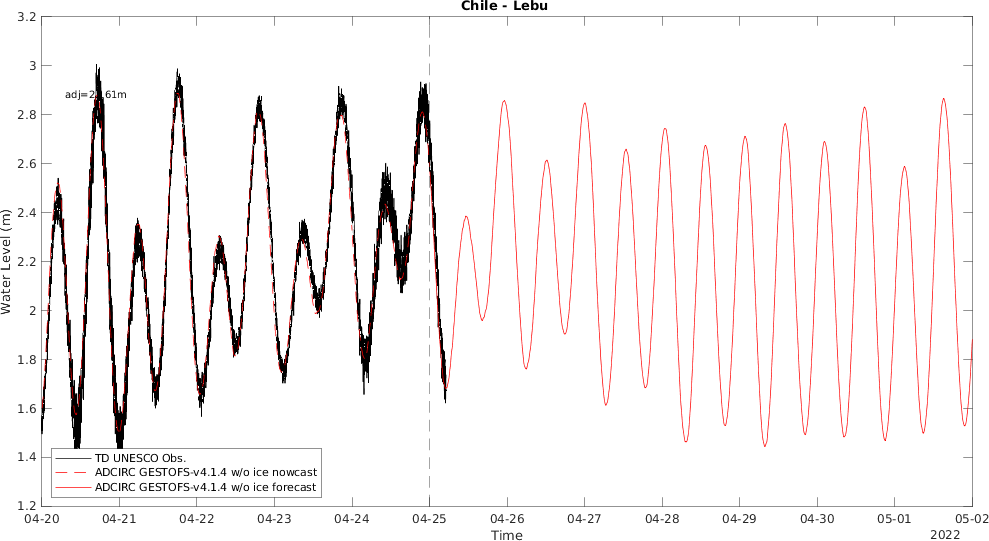 Chile - Lebu
3.2
3
2.8
2.6
2.4
2.2
2
1.8
1.6
1.4
1.2
Water Level (m)
TD UNESCO Obs.
ADCIRC GESTOFS-v4.1.4 w/o ice nowcast
ADCIRC GESTOFS-v4.1.4 w/o ice forecast
04-20 04-21 04-22 04-23 04-24 04-25 04-26 04-27 04-28 04-29 04-30 05-01 05-02
Time
2022